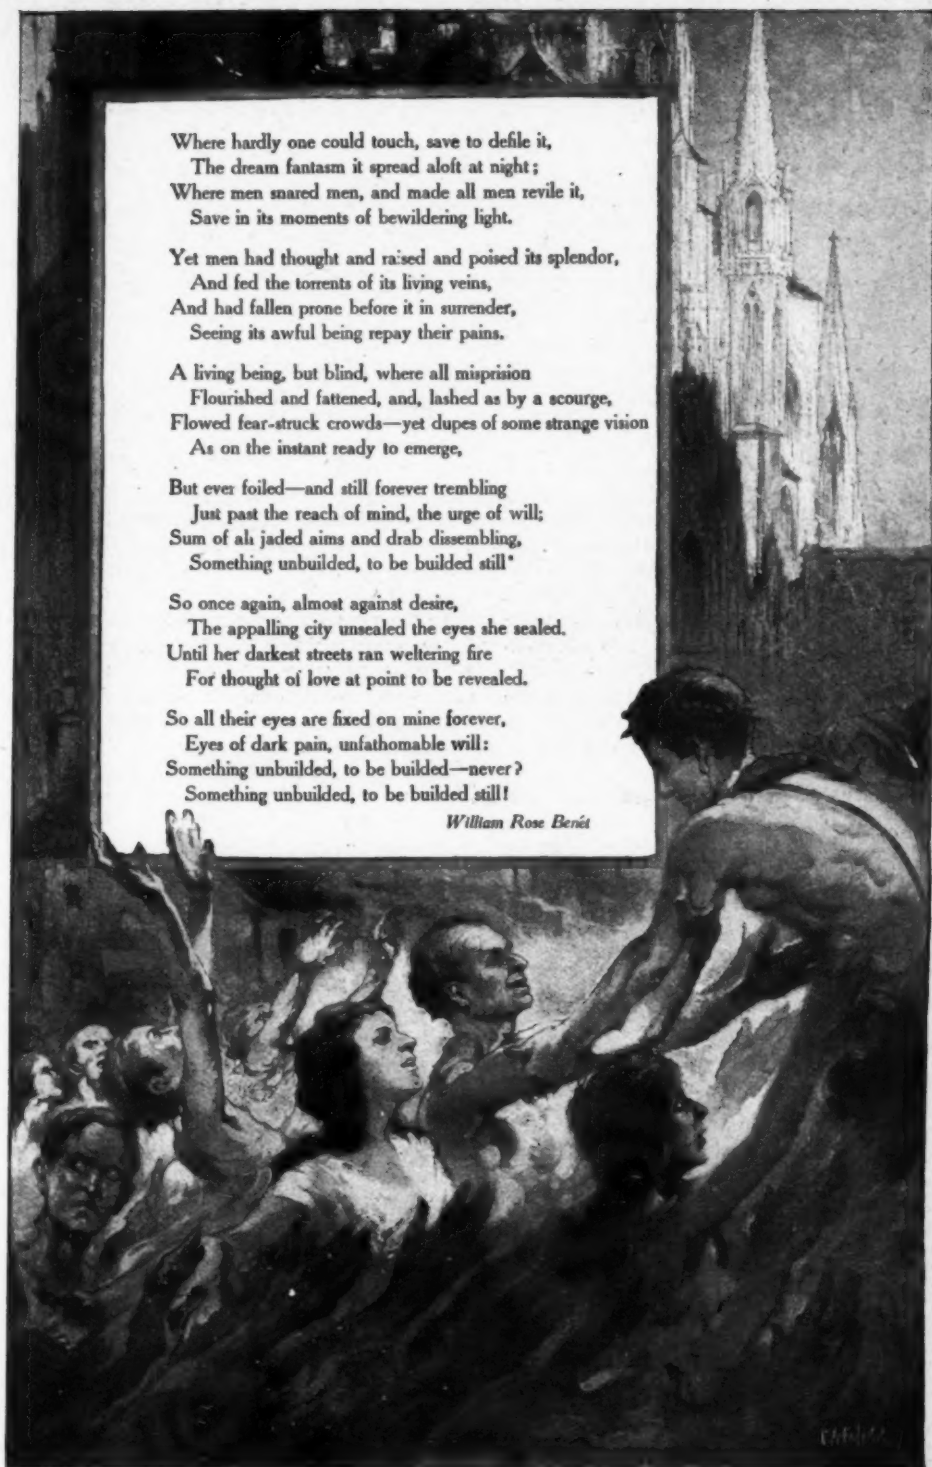 Where hardly one could touch, save to defile it,
The dream fantasm it spread aloft at night;
Where men snared men, and made all men revile it,
Save in its moments of bewildering light.
Yet men had thought and raised and poised its splendor,
And fed the torrents of its living veins,
And had fallen prone before it in surrender,
Seeing its awful being repay their pains.
A living being, but blind, where all misprision
Flourished and fattened, and, lashed as by a scourge,
Flowed fear-struck crowds—yet dupes of some strange vision
As on the instant ready to emerge,
But ever foiled—and still forever trembling
Just past the reach of mind, the urge of will;
Sum of all jaded aims and drab dissembling,
Something unbuilded, to be builded still
So once again, almost against desire,
The appalling city unsealed the eyes she sealed.
Until her darkest streets ran weltering fire
For thought of love at point to be revealed.
So all their eyes are fixed on mine forever,
Eyes of dark pain, unfathomable will:
Something unbuilded, to be builded—never?
Something unbuilded, to be builded still!
William Rose Benét